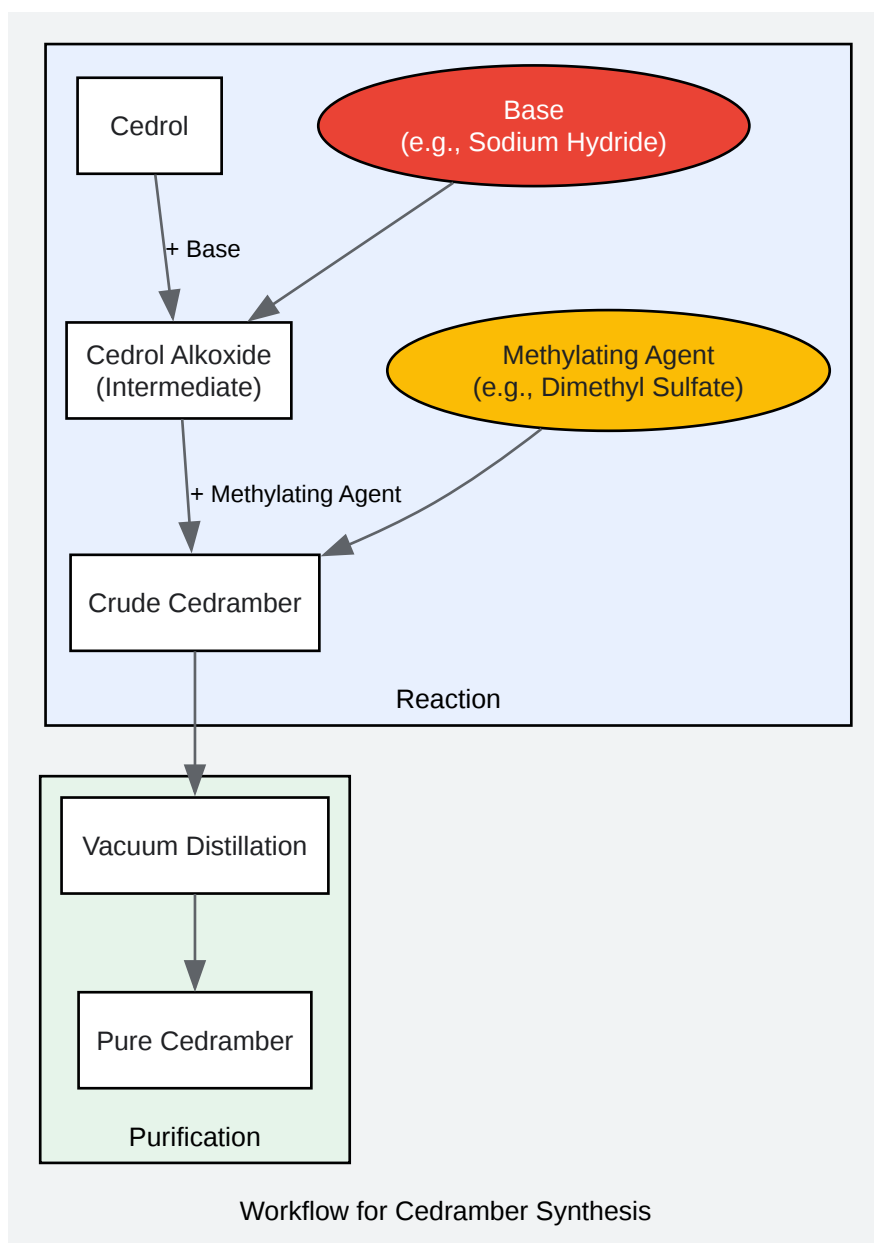 Cedrol
Base
(e.g., Sodium Hydride)
+ Base
Cedrol Alkoxide
(Intermediate)
Methylating Agent
(e.g., Dimethyl Sulfate)
+ Methylating Agent
Crude Cedramber
Reaction
Vacuum Distillation
Pure Cedramber
Purification
Workflow for Cedramber Synthesis